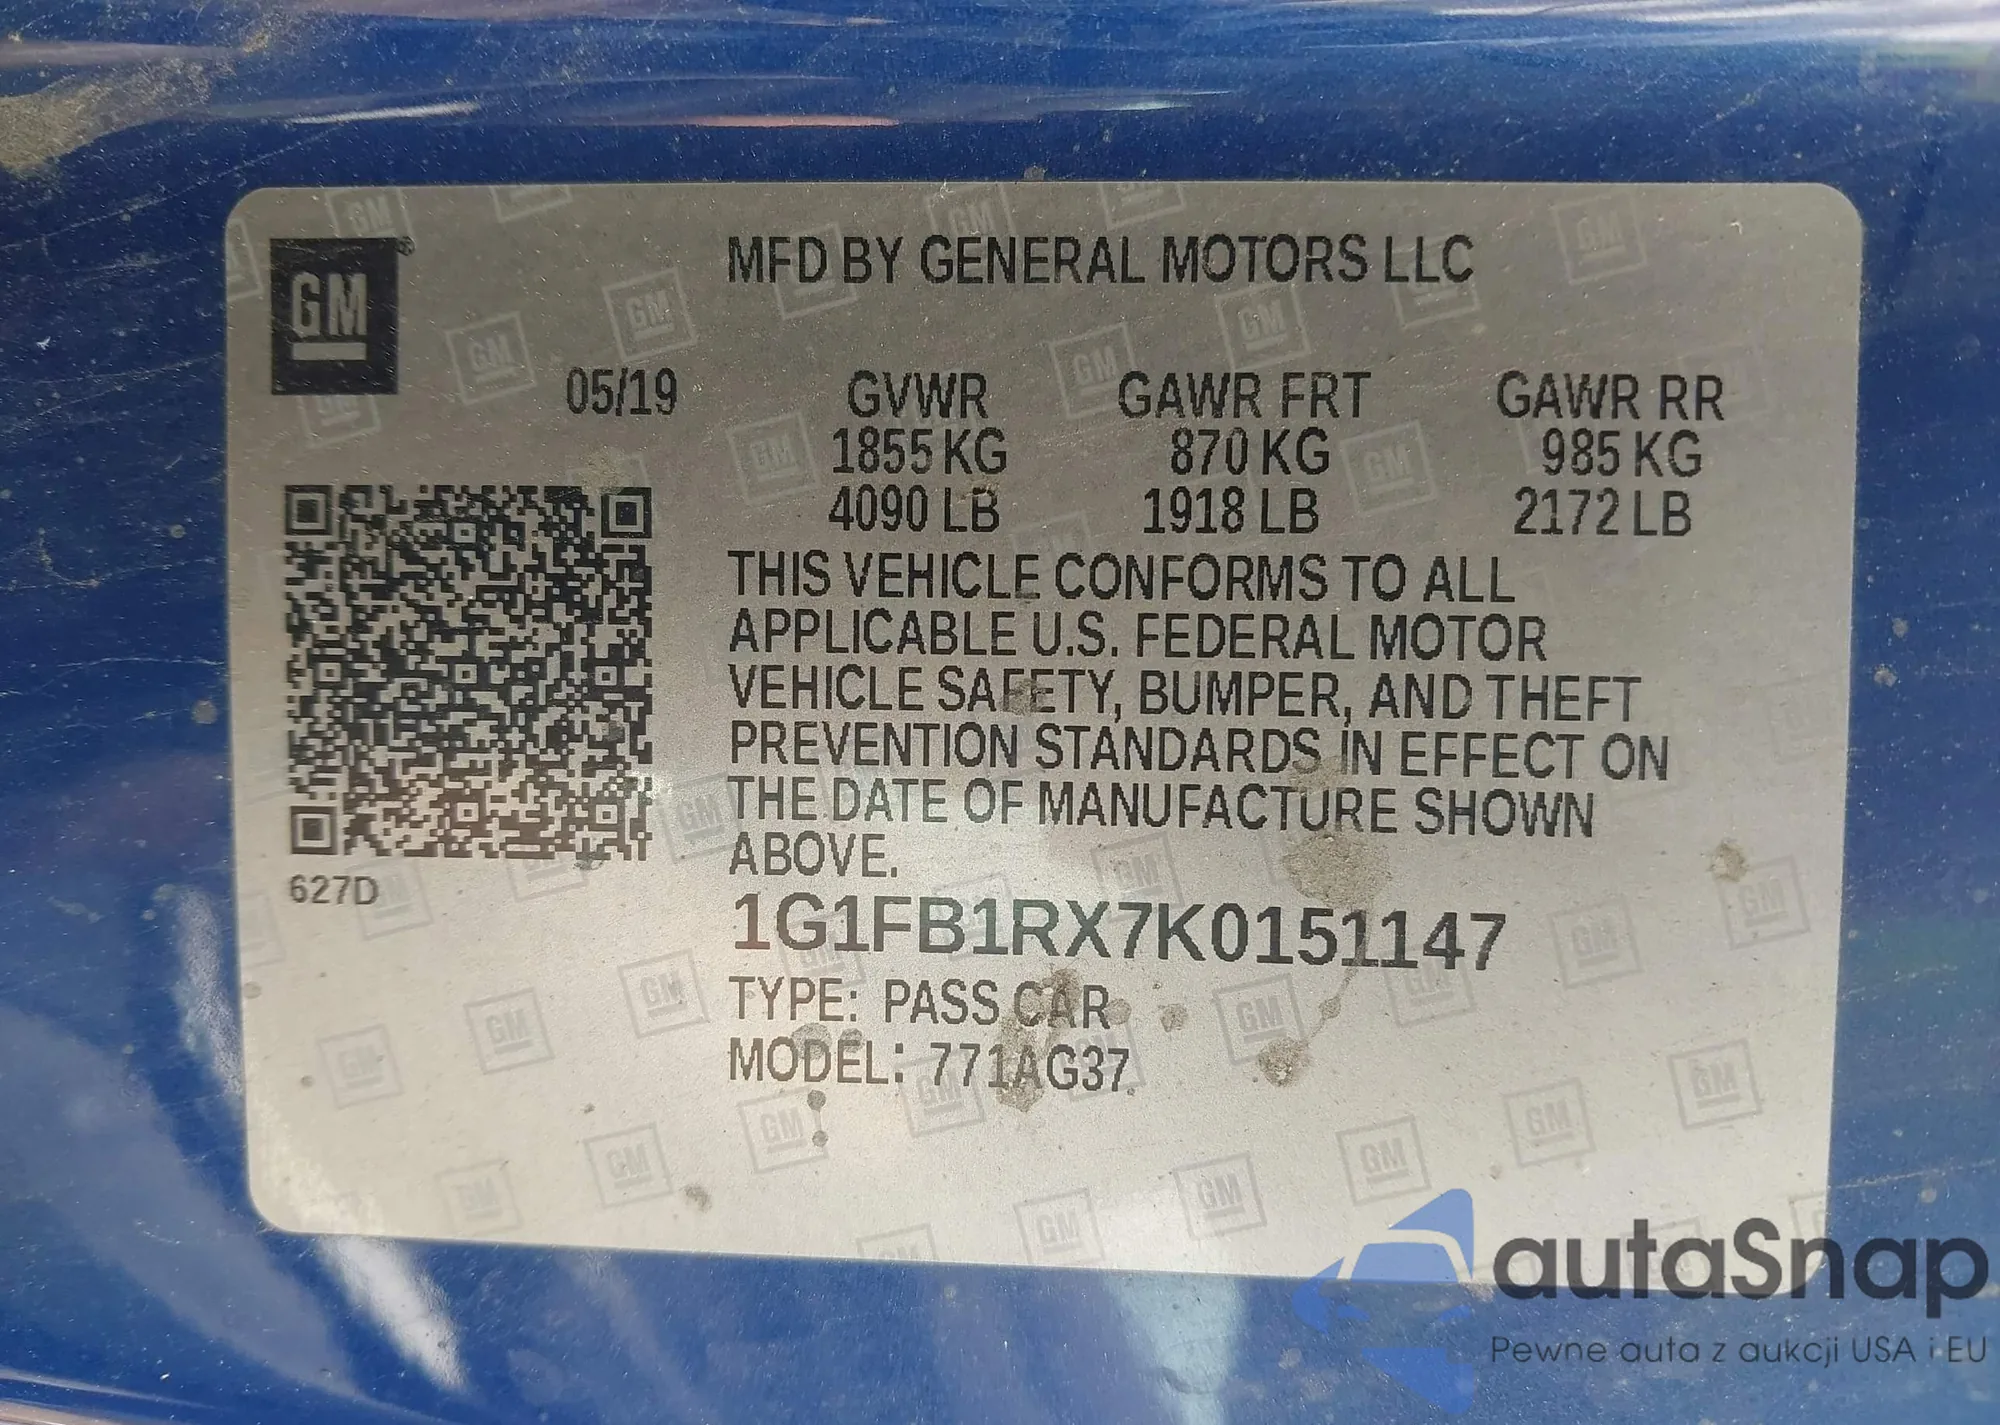 GM®
MFD BY GENERAL MOTORS LLC
05/19
GVWR
1855 KG
4090 LB
GAWR FRT
870 KG
1918 LB
GAWR RR
985 KG
2172 LB
THIS VEHICLE CONFORMS TO ALL
APPLICABLE U.S. FEDERAL MOTOR
VEHICLE SAFETY, BUMPER, AND THEFT
PREVENTION STANDARDS IN EFFECT ON
THE DATE OF MANUFACTURE SHOWN
ABOVE.
627D
1G1FB1RX7K0151147
TYPE: PASS CAR
MODEL: 771AG37
autaSnap
Pewne auta z aukcji USA i EU